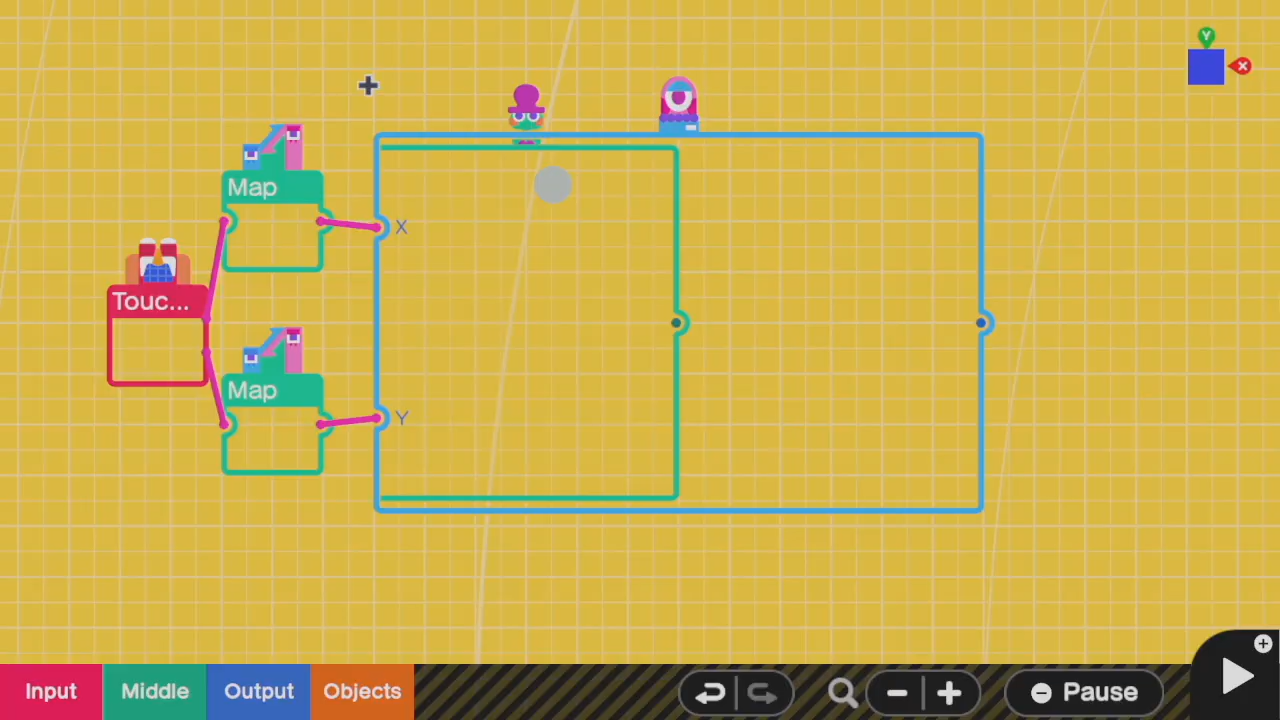 Y
X
Map
X
Touc...
Map
Y
Input
Middle
Output
Objects
Pause